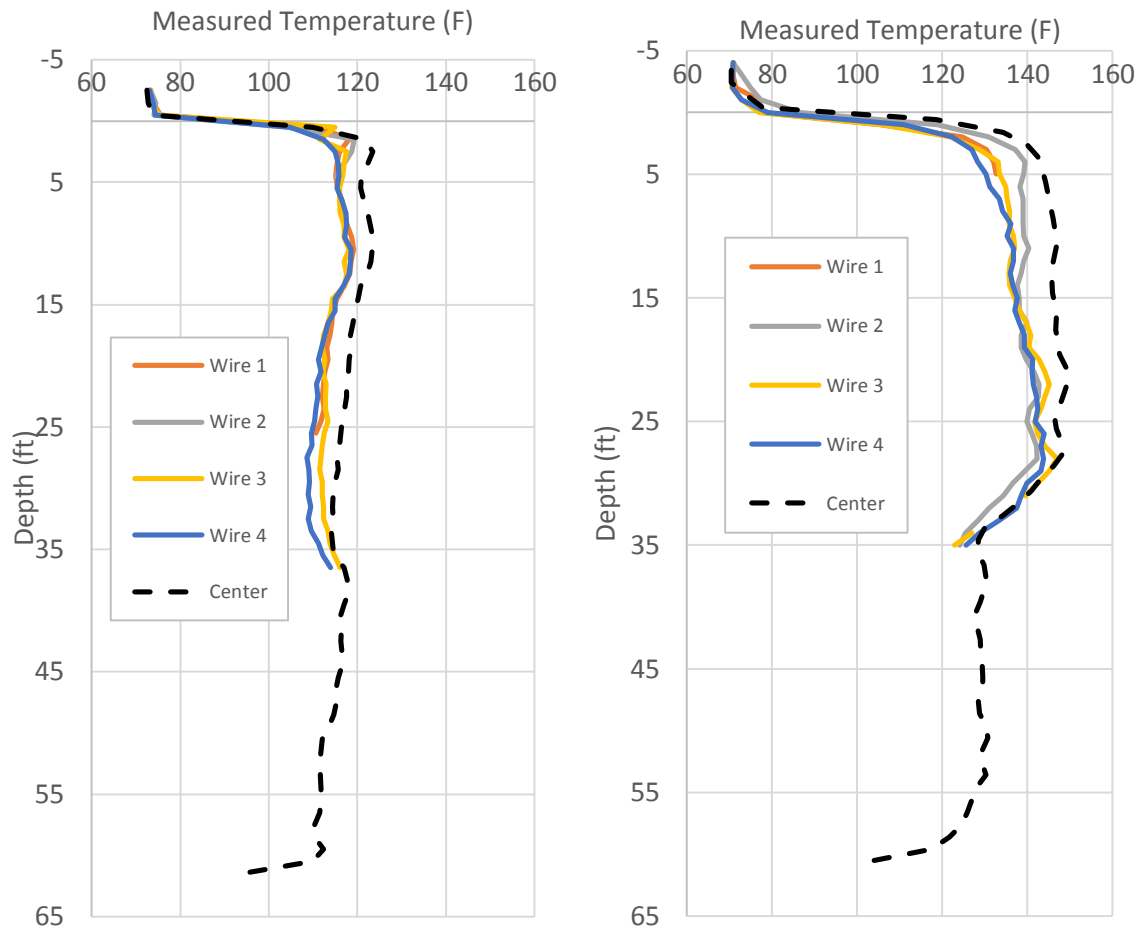 Measured Temperature (F)
-5
60 80 100 120 140 160
5
15
25
35
45
55
65
Depth (ft)
Wire 1
Wire 2
Wire 3
Wire 4
Center
Measured Temperature (F)
-5
60 80 100 120 140 160
5
15
25
35
45
55
65
Depth (ft)
Wire 1
Wire 2
Wire 3
Wire 4
Center